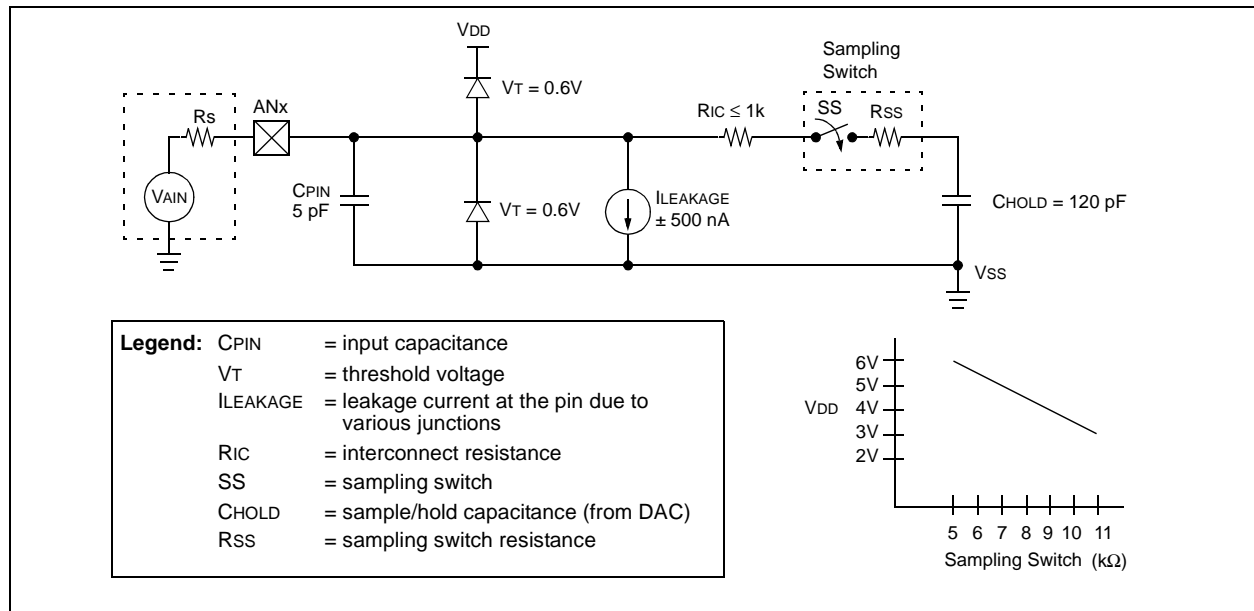 VDD
Sampling
Switch
VT = 0.6V
RS
ANx
RIC ≤ 1k
SS
RSS
VAIN
CPIN
5 pF
VT = 0.6V
ILEAKAGE
± 500 nA
CHOLD = 120 pF
VSS
Legend: CPIN = input capacitance
VT = threshold voltage
ILEAKAGE = leakage current at the pin due to
various junctions
RIC = interconnect resistance
SS = sampling switch
CHOLD = sample/hold capacitance (from DAC)
RSS = sampling switch resistance
6V
5V
VDD
4V
3V
2V
5 6 7 8 9 10 11
Sampling Switch (kΩ)